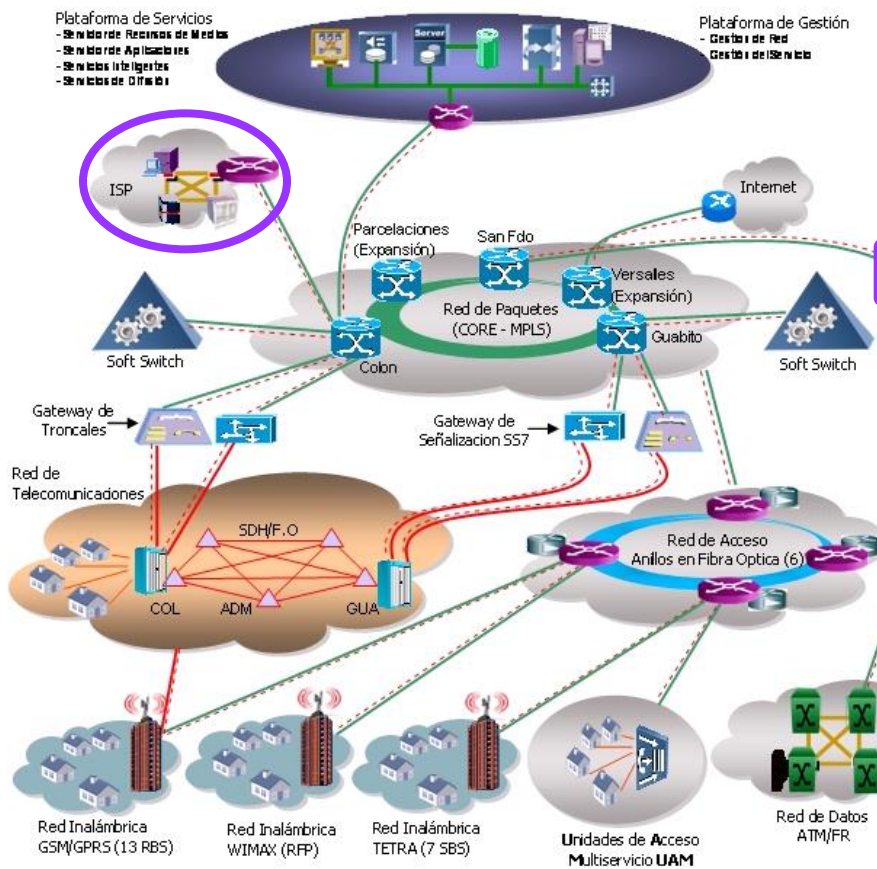 Plataforma de Servicios
- Servidor de Recursos de Medios
- Servidor de Aplicaciones
- Servicios Inteligentes
- Servicios de Difusión
Plataforma de Gestión
- Gestión de Red
Gestión del Servicio
Server
ISP
Internet
Parcelaciones
(Expansión)
San Fdo
Versalles
(Expansión)
Red de Paquetes
(CORE - MPLS)
Soft Switch
Colon
Guabito
Soft Switch
Gateway de
Troncales
Gateway de
Señalizacion SS7
Red de
Telecomunicaciones
SDH/F.O
COL
ADM
GUA
Red de Acceso
Anillos en Fibra Optica (6)
Red Inalámbrica
GSM/GPRS (13 RBS)
Red Inalámbrica
WIMAX (RFP)
Red Inalámbrica
TETRA (7 SBS)
Unidades de Acceso
Multiservicio UAM
Red de Datos
ATM/FR